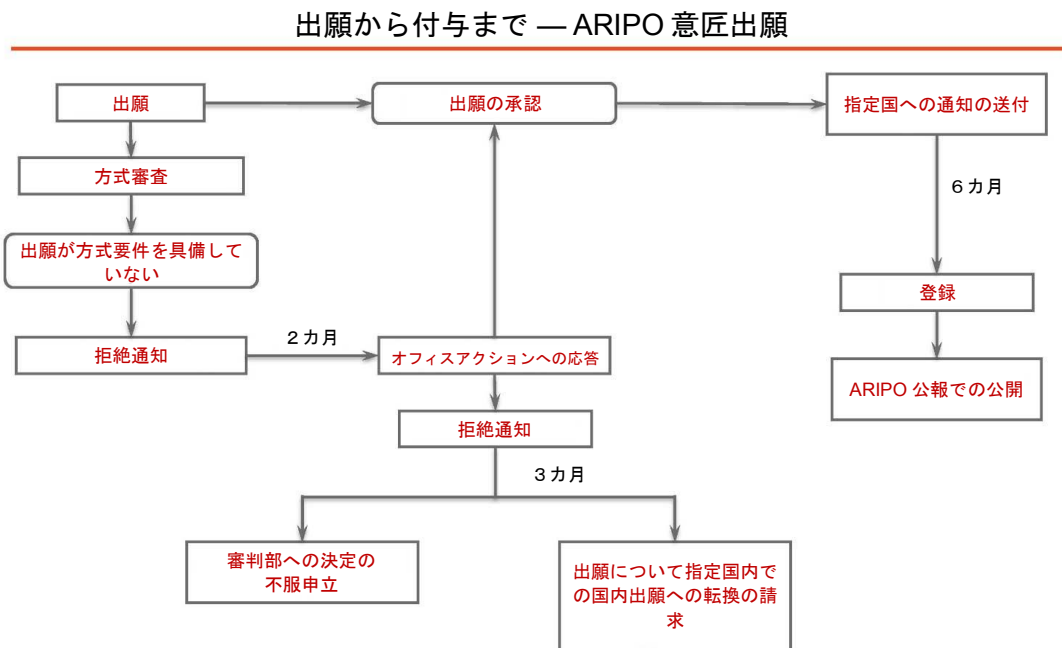 出願から付与まで — ARIPO 意匠出願
出願
出願の承認
指定国への通知の送付
方式審査
6カ月
出願が方式要件を具備して
いない
登録
2カ月
拒絶通知
オフィスアクションへの応答
ARIPO 公報での公開
拒絶通知
3カ月
審判部への決定の
不服申立
出願について指定国内で
の国内出願への転換の請
求